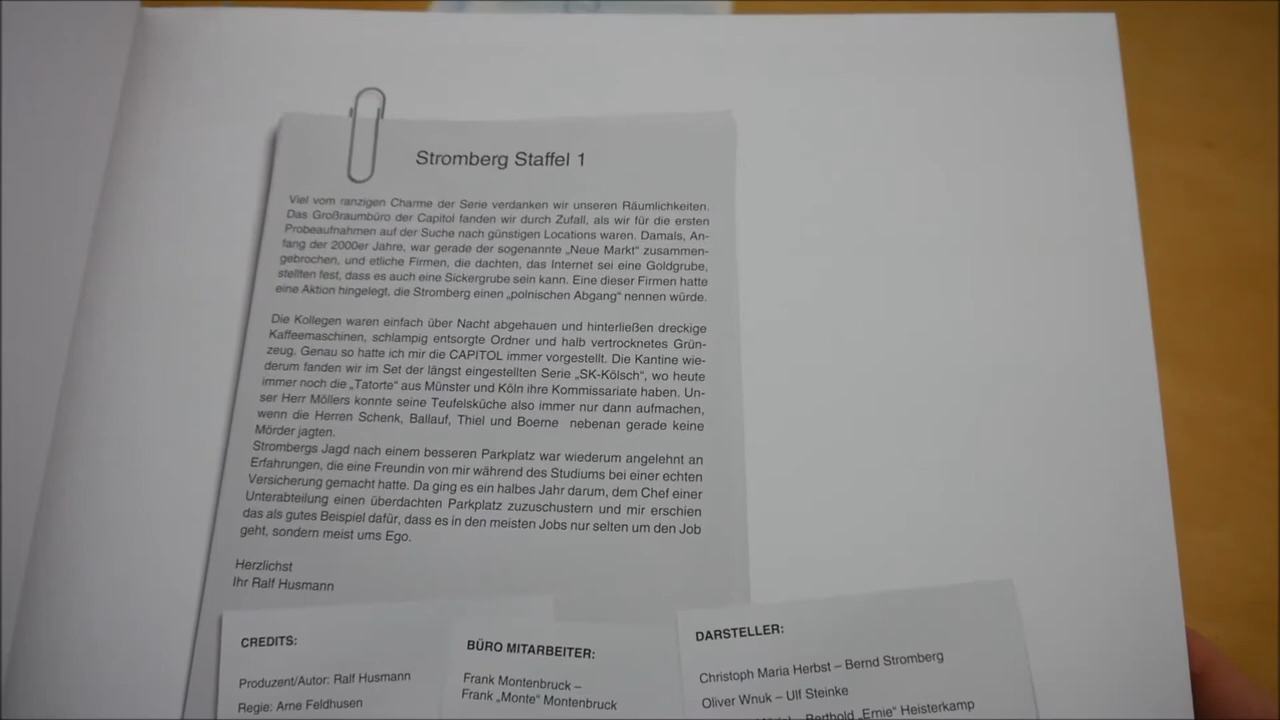 Stromberg Staffel 1
Viel vom ranzigen Charme der Serie verdanken wir unseren Räumlichkeiten.
Das Großraumbüro der Capitol fanden wir durch Zufall, als wir für die ersten
Probeaufnahmen auf der Suche nach günstigen Locations waren. Damals, An-
fang der 2000er Jahre, war gerade der sogenannte „Neue Markt“ zusammen-
gebrochen, und etliche Firmen, die dachten, das Internet sei eine Goldgrube,
stellten fest, dass es auch eine Sickergrube sein kann. Eine dieser Firmen hatte
eine Aktion hingelegt, die Stromberg einen „polnischen Abgang“ nennen würde.
Die Kollegen waren einfach über Nacht abgehauen und hinterließen dreckige
Kaffeemaschinen, schlampig entsorgte Ordner und halb vertrocknetes Grün-
zeug. Genau so hatte ich mir die CAPITOL immer vorgestellt. Die Kantine wie-
derum fanden wir im Set der längst eingestellten Serie „SK-Kölsch“, wo heute
immer noch die „Tatorte“ aus Münster und Köln ihre Kommissariate haben. Un-
ser Herr Möllers konnte seine Teufelsküche also immer nur dann aufmachen,
wenn die Herren Schenk, Ballauf, Thiel und Boerne nebenan gerade keine
Mörder jagten.
Strombergs Jagd nach einem besseren Parkplatz war wiederum angelehnt an
Erfahrungen, die eine Freundin von mir während des Studiums bei einer echten
Versicherung gemacht hatte. Da ging es ein halbes Jahr darum, dem Chef einer
Unterabteilung einen überdachten Parkplatz zuzuschustern und mir erschien
das als gutes Beispiel dafür, dass es in den meisten Jobs nur selten um den Job
geht, sondern meist ums Ego.
Herzlichst
Ihr Ralf Husmann
CREDITS:
Produzent/Autor: Ralf Husmann
Regie: Arne Feldhusen
BÜRO MITARBEITER:
Frank Montenbruck –
Frank „Monte“ Montenbruck
DARSTELLER:
Christoph Maria Herbst – Bernd Stromberg
Oliver Wnuk – Ulf Steinke
– Berthold „Ernie“ Heisterkamp